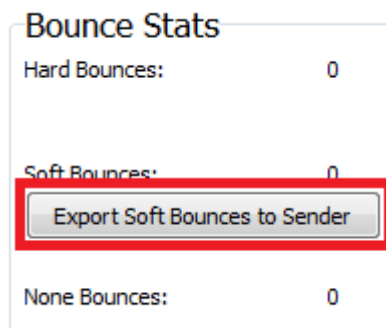 Bounce Stats
Hard Bounces: 0
Soft Bounces: 0
Export Soft Bounces to Sender
None Bounces: 0